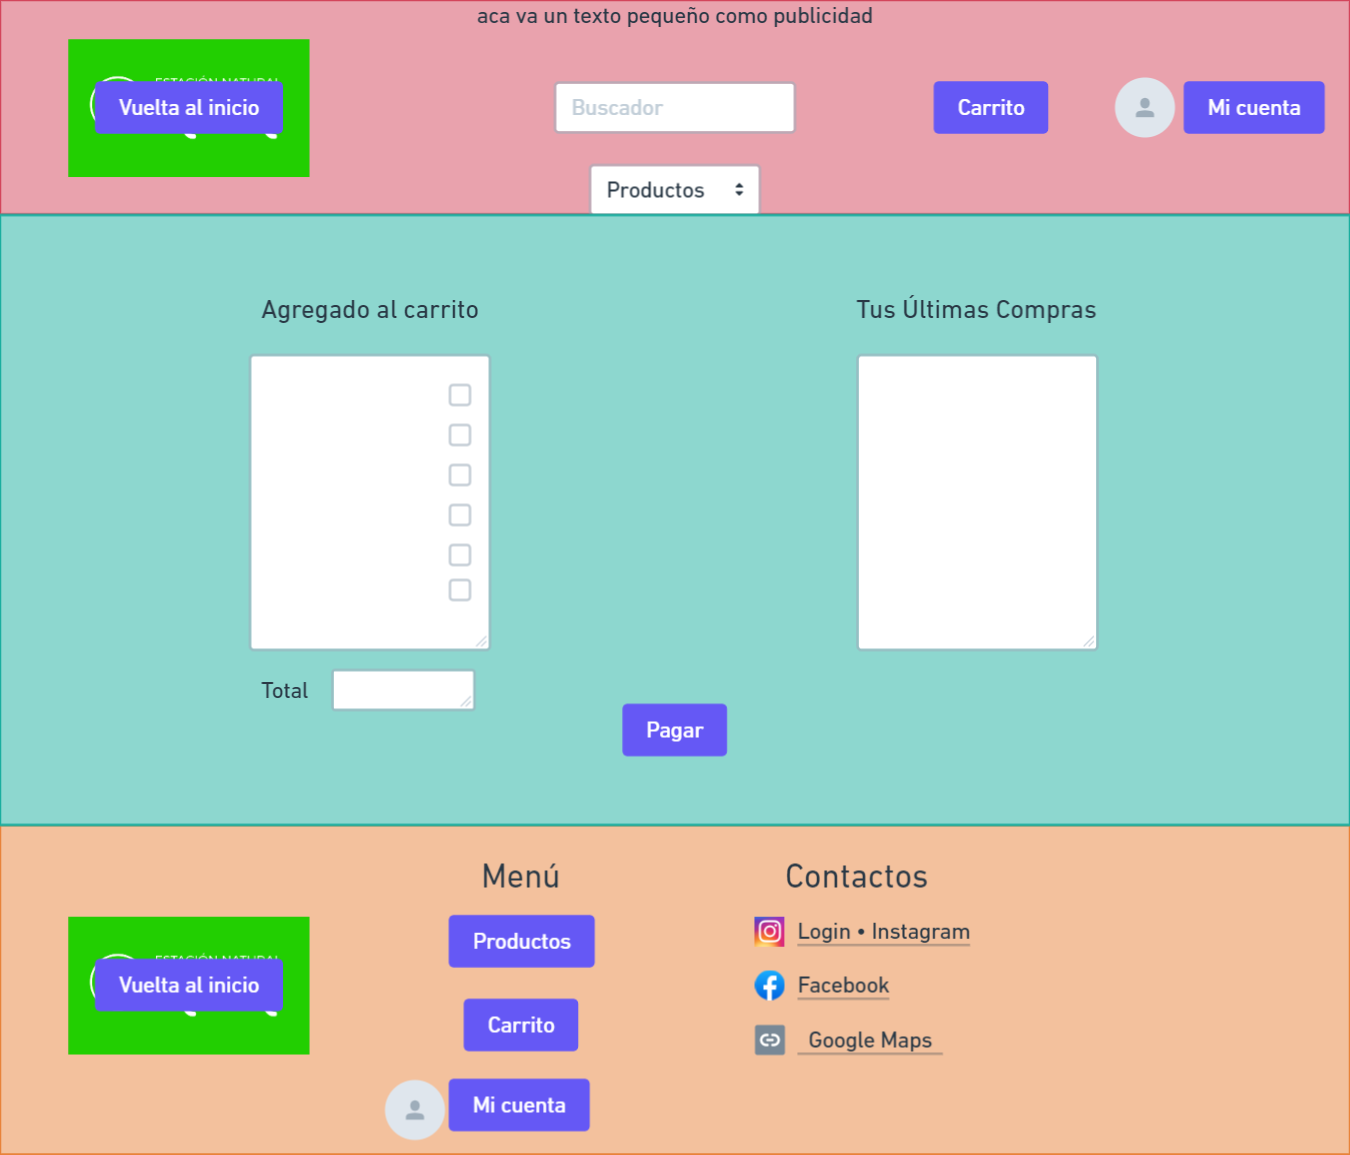 aca va un texto pequeño como publicidad
ESTACIÓN NATURAL
Vuelta al inicio
Buscador
Carrito
Mi cuenta
Productos
Agregado al carrito
Tus Últimas Compras
Total
Pagar
Menú
Contactos
Productos
Login • Instagram
ESTACIÓN NATURAL
Vuelta al inicio
Facebook
Carrito
Google Maps
Mi cuenta